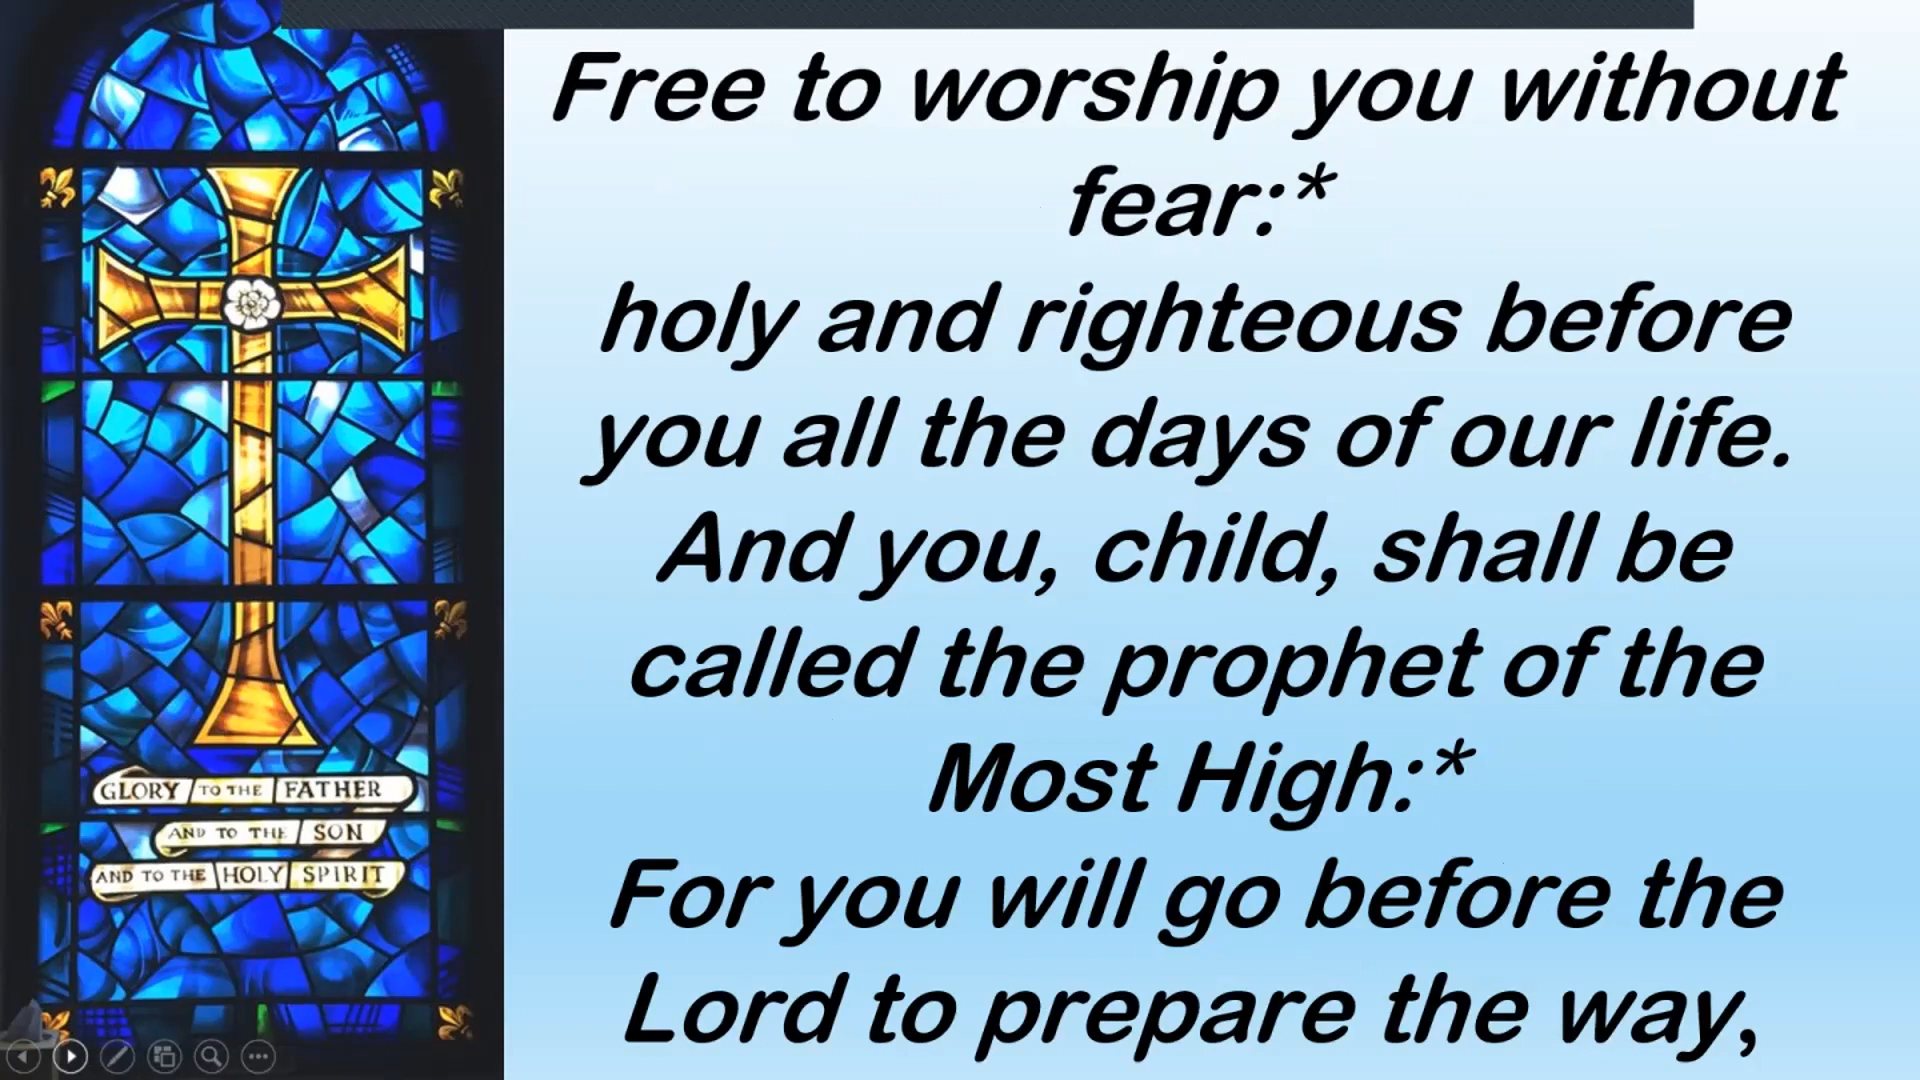 Free to worship you without
fear:*
holy and righteous before
you all the days of our life.
And you, child, shall be
called the prophet of the
Most High:*
For you will go before the
Lord to prepare the way,
GLORY TO THE FATHER
AND TO THE SON
AND TO THE HOLY SPIRIT